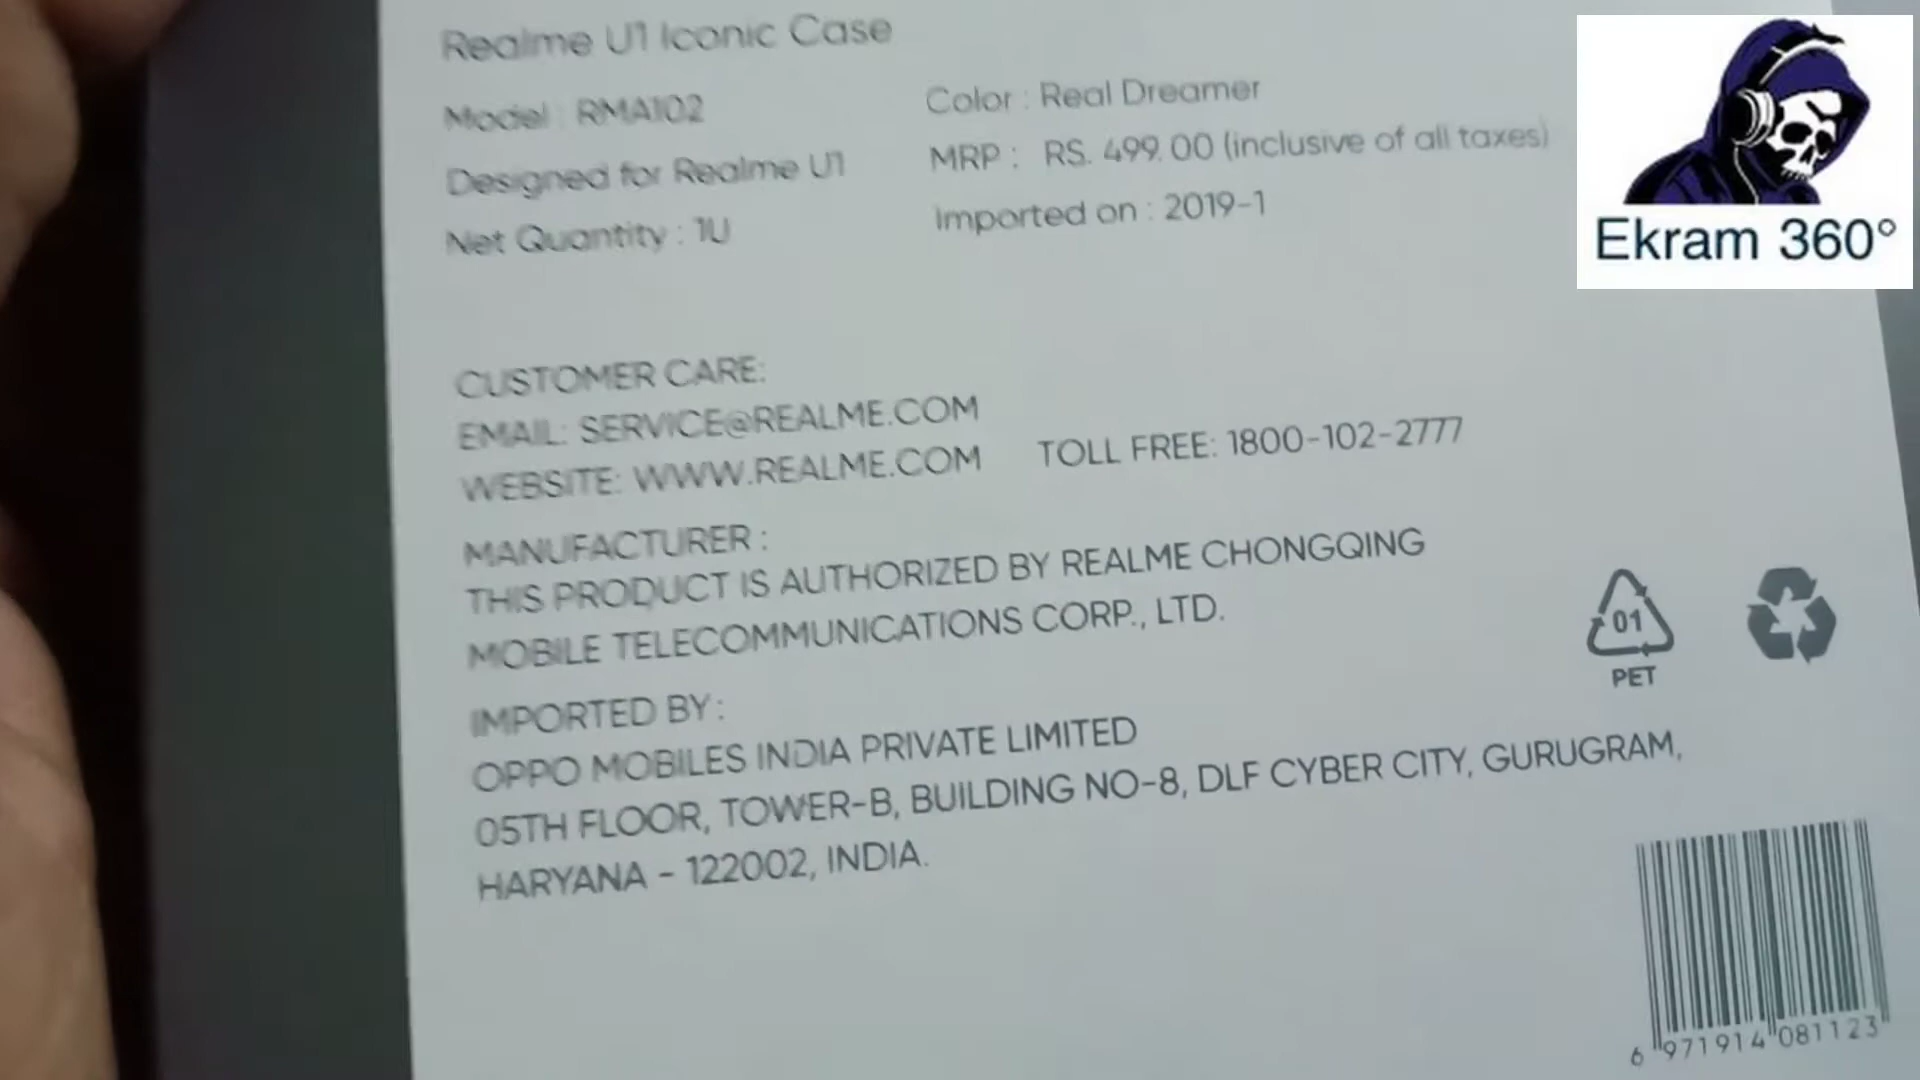 Realme U1 Iconic Case
Model : RMA102
Color : Real Dreamer
Designed for Realme U1
MRP : RS. 499.00 (inclusive of all taxes)
Net Quantity : 1U
Imported on : 2019-1
Ekram 360°
CUSTOMER CARE:
EMAIL: SERVICE@REALME.COM
WEBSITE: WWW.REALME.COM TOLL FREE: 1800-102-2777
MANUFACTURER :
THIS PRODUCT IS AUTHORIZED BY REALME CHONGQING
MOBILE TELECOMMUNICATIONS CORP., LTD.
01
PET
IMPORTED BY :
OPPO MOBILES INDIA PRIVATE LIMITED
05TH FLOOR, TOWER-B, BUILDING NO-8, DLF CYBER CITY, GURUGRAM,
HARYANA - 122002, INDIA.
6 971914 081123